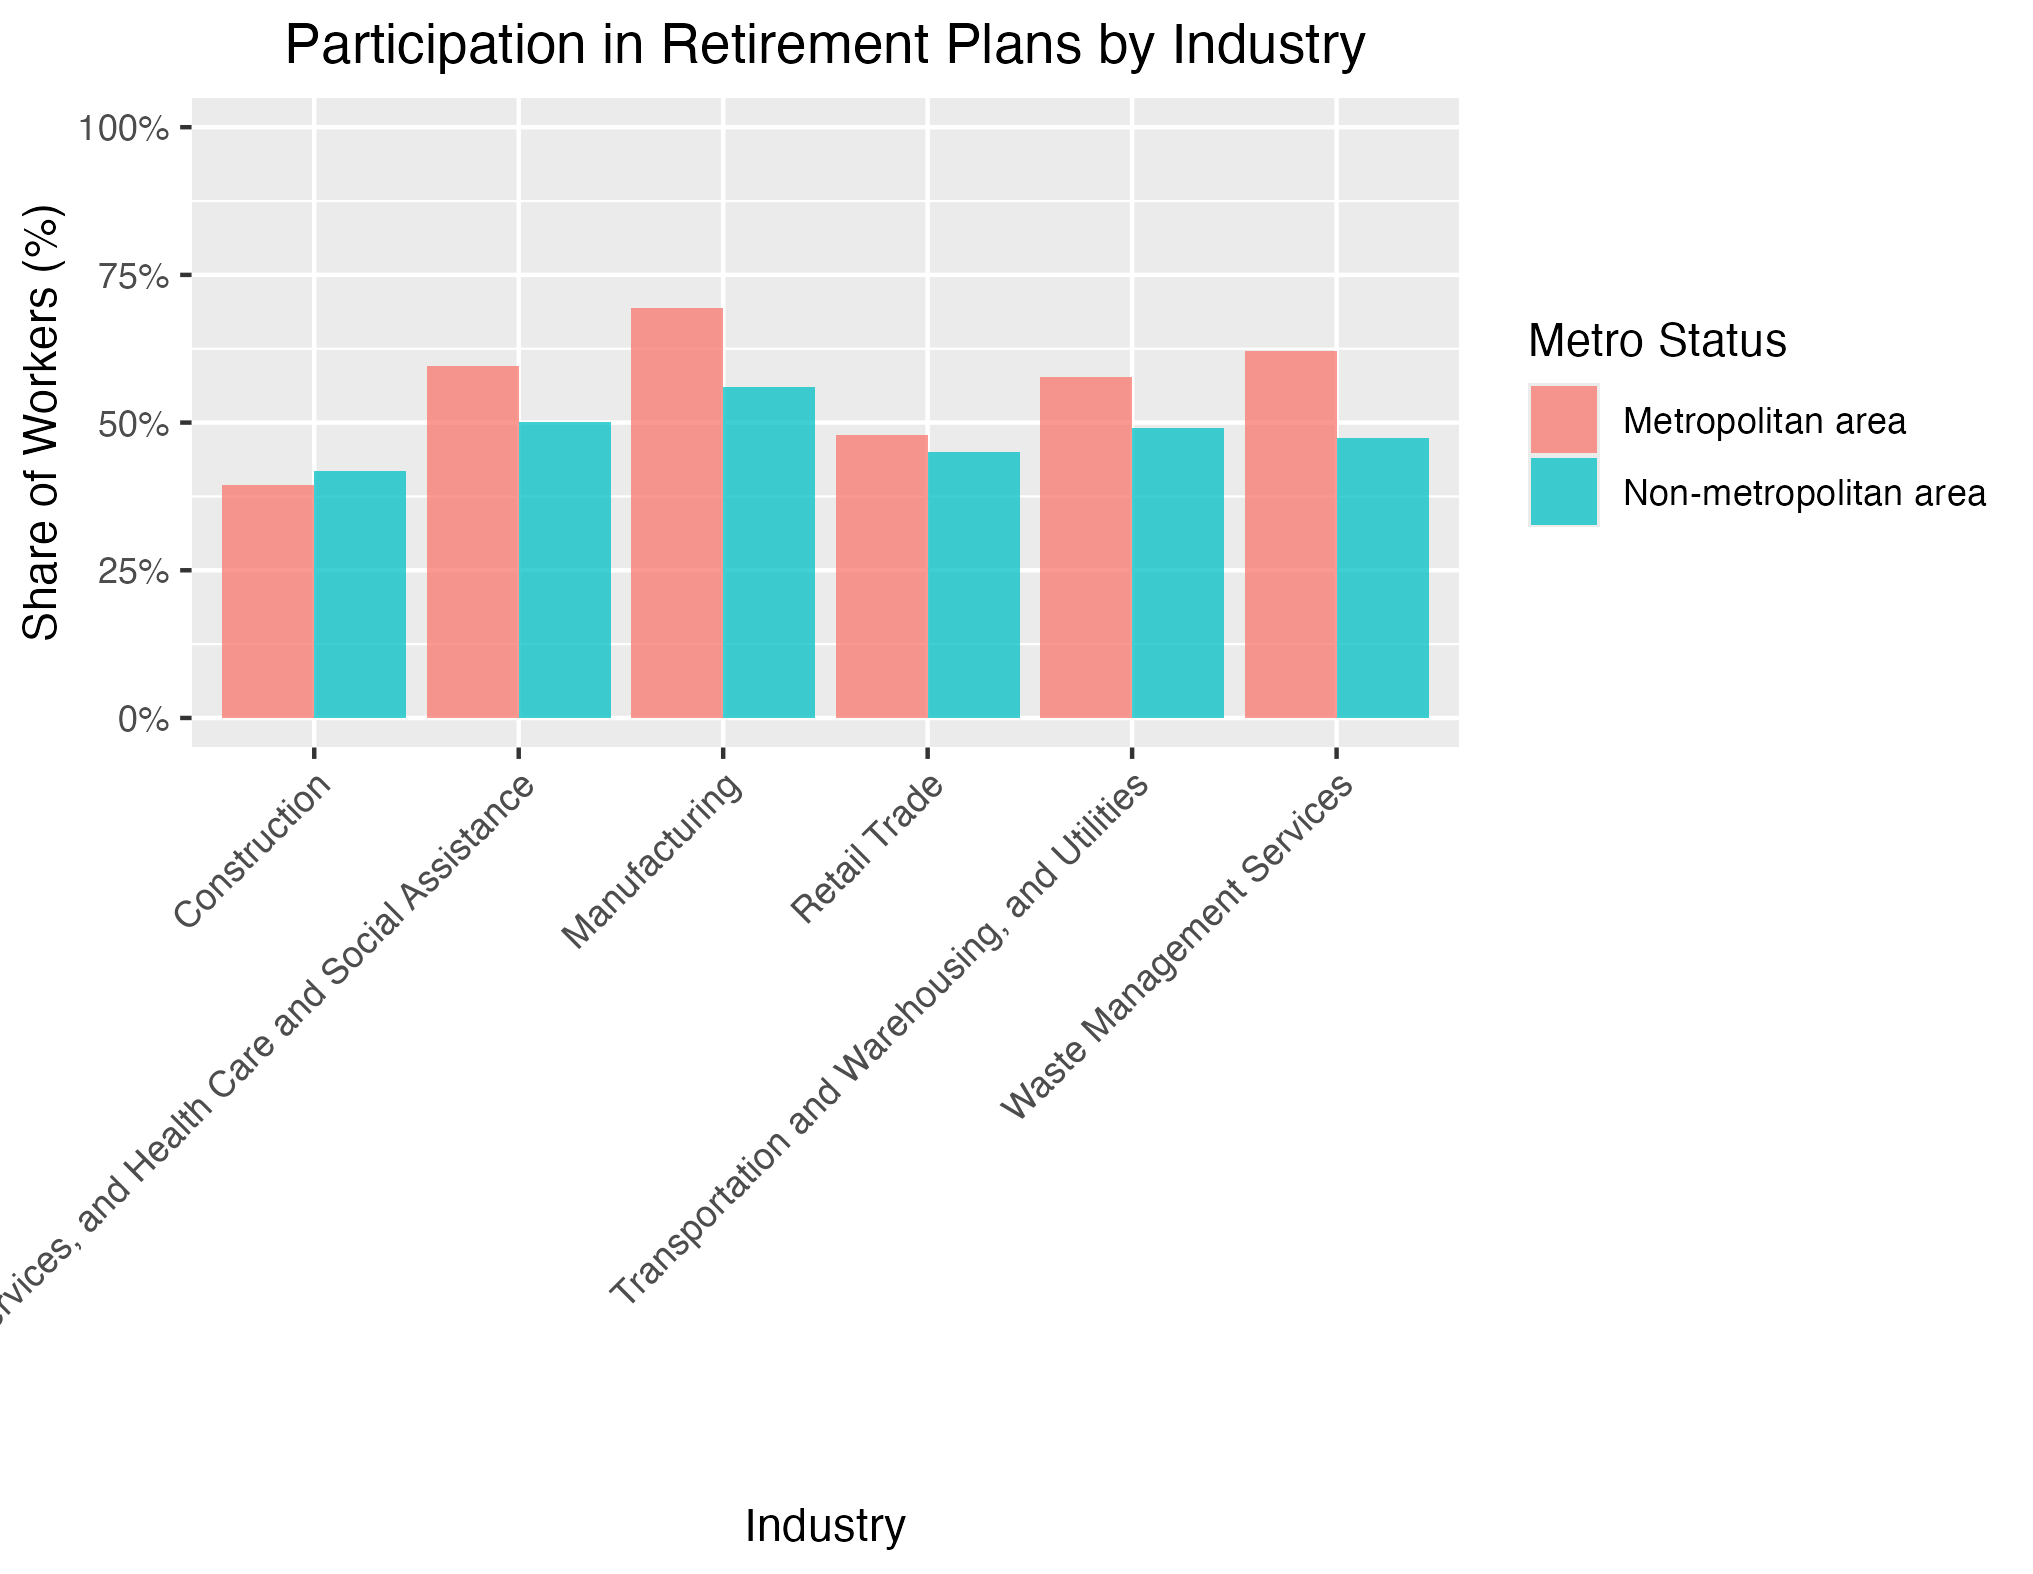 Participation in Retirement Plans by Industry
Share of Workers (%)
100%
75%
50%
25%
0%
Construction
and Health Care and Social Assistance
Manufacturing
Retail Trade
Transportation and Warehousing, and Utilities
Waste Management Services
Industry
Metro Status
Metropolitan area
Non-metropolitan area